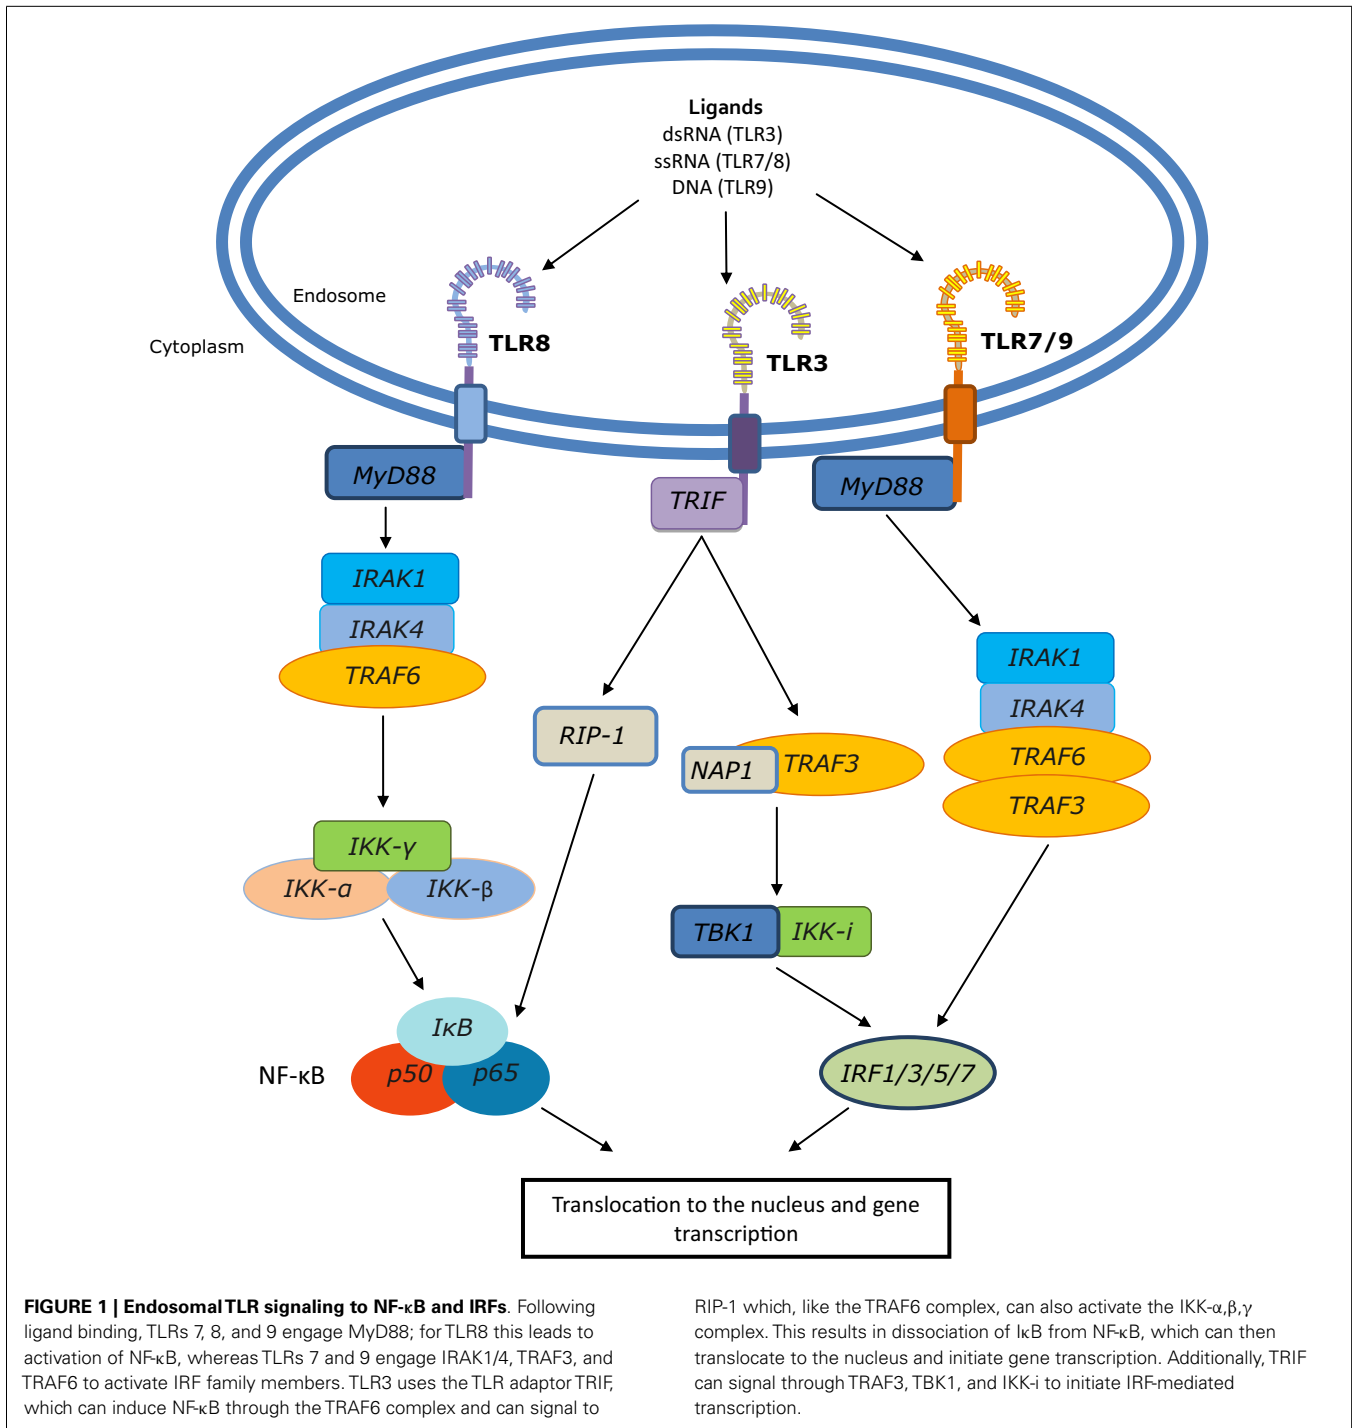 Ligands
dsRNA (TLR3)
ssRNA (TLR7/8)
DNA (TLR9)
Endosome
Cytoplasm
TLR8
TLR3
TLR7/9
MyD88
TRIF
MyD88
IRAK1
IRAK4
TRAF6
RIP-1
NAP1
TRAF3
IRAK1
IRAK4
TRAF6
TRAF3
IKK-γ
IKK-α
IKK-β
TBK1
IKK-i
IκB
NF-κB
p50
p65
IRF1/3/5/7
Translocation to the nucleus and gene
transcription
FIGURE 1 | Endosomal TLR signaling to NF-κB and IRFs. Following
ligand binding, TLRs 7, 8, and 9 engage MyD88; for TLR8 this leads to
activation of NF-κB, whereas TLRs 7 and 9 engage IRAK1/4, TRAF3, and
TRAF6 to activate IRF family members. TLR3 uses the TLR adaptor TRIF,
which can induce NF-κB through the TRAF6 complex and can signal to
RIP-1 which, like the TRAF6 complex, can also activate the IKK-α,β,γ
complex. This results in dissociation of IκB from NF-κB, which can then
translocate to the nucleus and initiate gene transcription. Additionally, TRIF
can signal through TRAF3, TBK1, and IKK-i to initiate IRF-mediated
transcription.